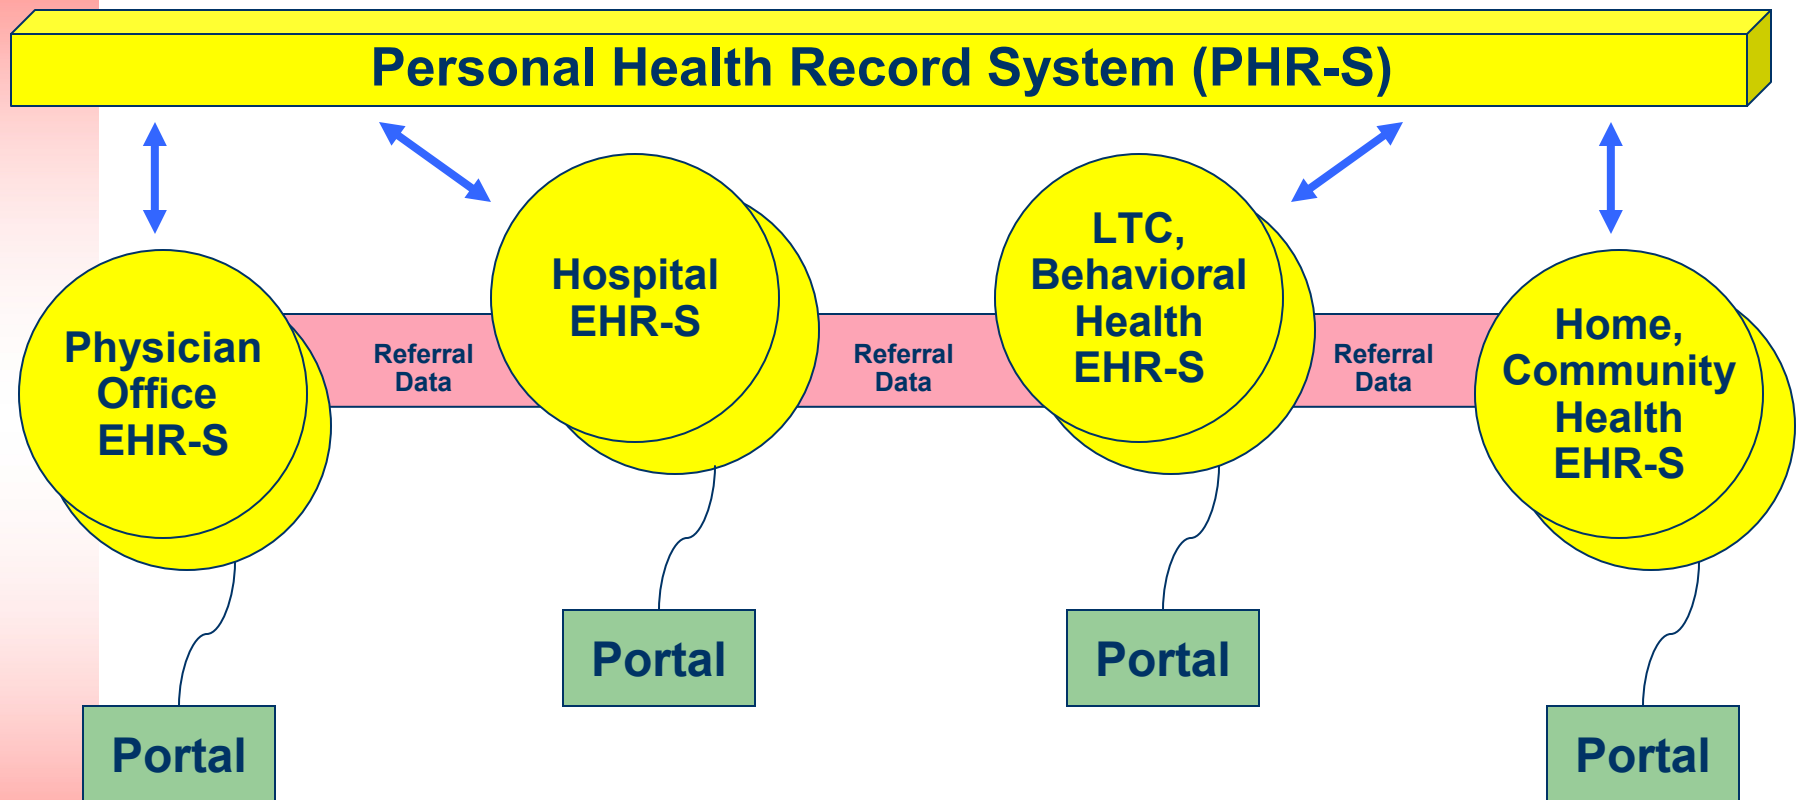 Personal Health Record System (PHR-S)
Physician
Office
EHR-S
Referral
Data
Hospital
EHR-S
Referral
Data
LTC,
Behavioral
Health
EHR-S
Referral
Data
Home,
Community
Health
EHR-S
Portal
Portal
Portal
Portal